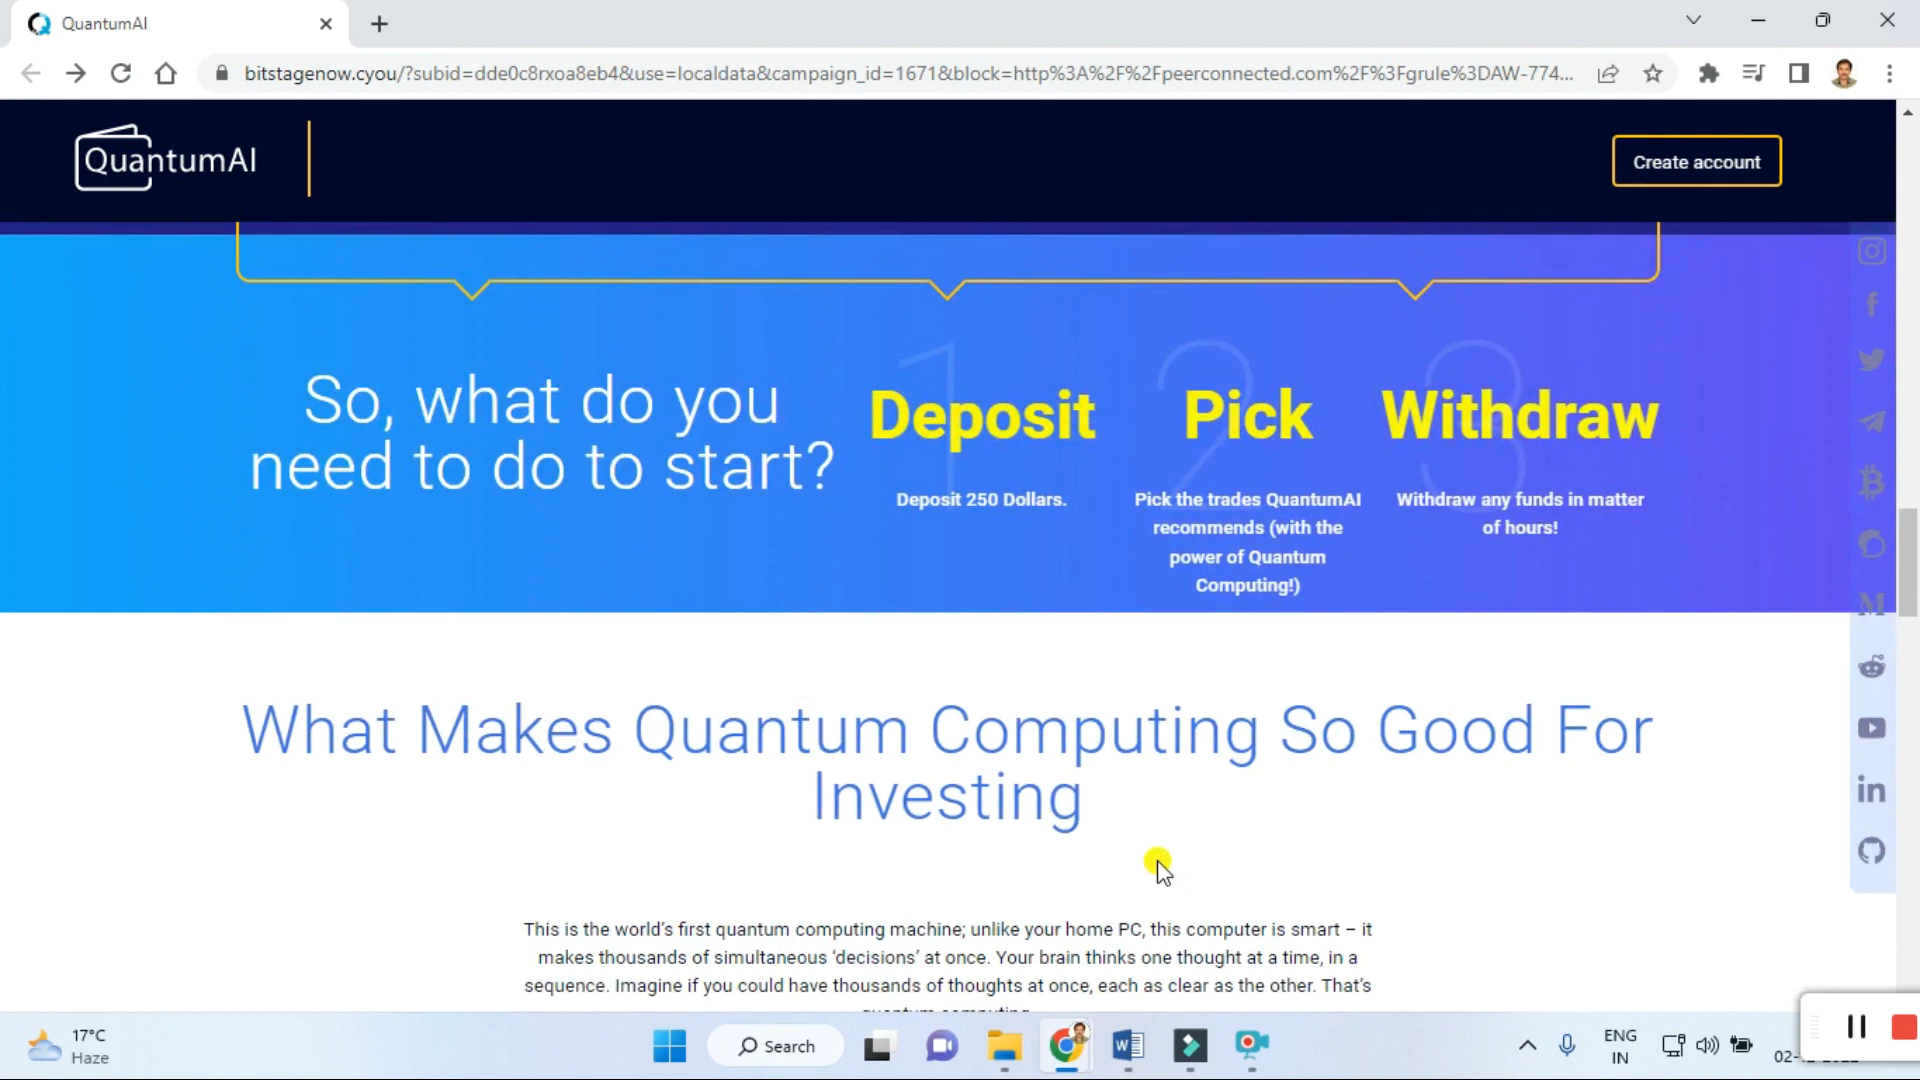 QuantumAI
bitstagenow.cyou/?subid=dde0c8rxoa8eb4&use=localdata&campaign_id=1671&block=http%3A%2F%2Fpeerconnected.com%2F%3Fgrule%3DAW-774...
QuantumAI
Create account
So, what do you
need to do to start?
1
Deposit
Deposit 250 Dollars.
2
Pick
Pick the trades QuantumAI
recommends (with the
power of Quantum
Computing!)
3
Withdraw
Withdraw any funds in matter
of hours!
What Makes Quantum Computing So Good For
Investing
This is the world's first quantum computing machine; unlike your home PC, this computer is smart – it
makes thousands of simultaneous ‘decisions’ at once. Your brain thinks one thought at a time, in a
sequence. Imagine if you could have thousands of thoughts at once, each as clear as the other. That's
17°C
Haze
Search
ENG
IN